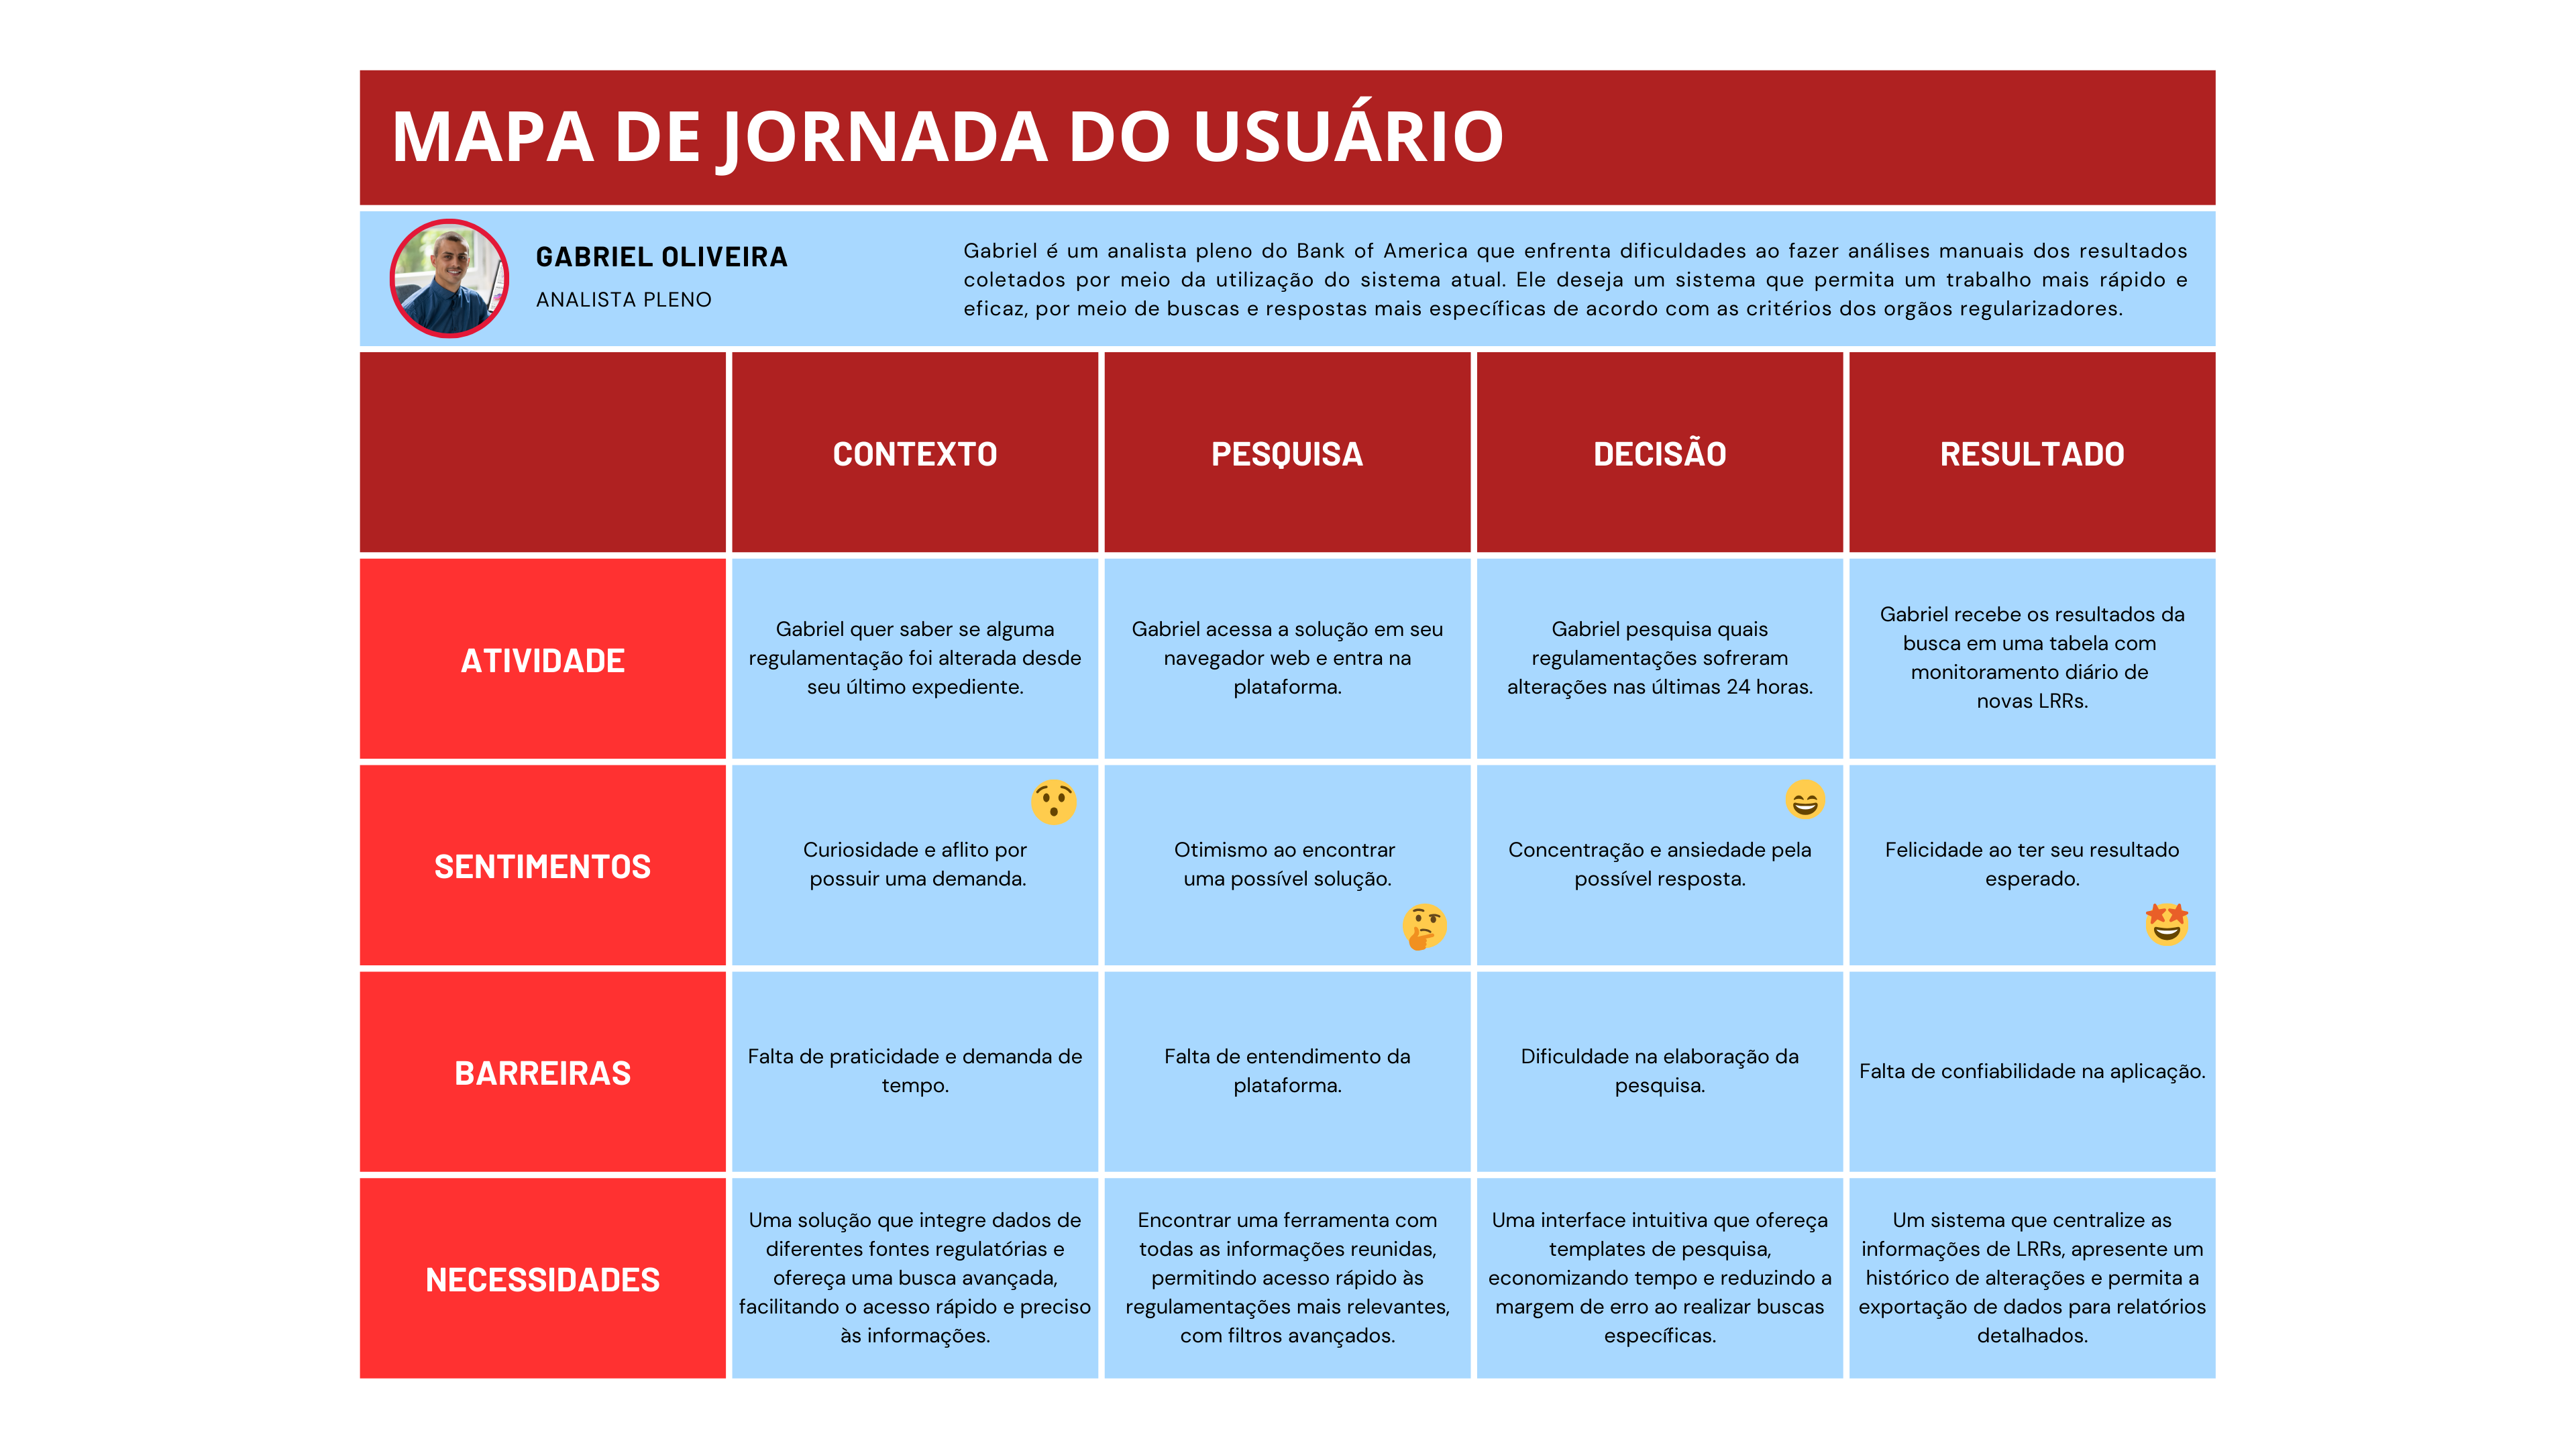 MAPA DE JORNADA DO USUÁRIO
GABRIEL OLIVEIRA
ANALISTA PLENO
Gabriel é um analista pleno do Bank of America que enfrenta dificuldades ao fazer análises manuais dos resultados
coletados por meio da utilização do sistema atual. Ele deseja um sistema que permita um trabalho mais rápido e
eficaz, por meio de buscas e respostas mais específicas de acordo com as critérios dos orgãos regularizadores.
CONTEXTO
PESQUISA
DECISÃO
RESULTADO
ATIVIDADE
Gabriel quer saber se alguma
regulamentação foi alterada desde
seu último expediente.
Gabriel acessa a solução em seu
navegador web e entra na
plataforma.
Gabriel pesquisa quais
regulamentações sofreram
alterações nas últimas 24 horas.
Gabriel recebe os resultados da
busca em uma tabela com
monitoramento diário de
novas LRRs.
SENTIMENTOS
Curiosidade e aflito por
possuir uma demanda.
Otimismo ao encontrar
uma possível solução.
Concentração e ansiedade pela
possível resposta.
Felicidade ao ter seu resultado
esperado.
BARREIRAS
Falta de praticidade e demanda de
tempo.
Falta de entendimento da
plataforma.
Dificuldade na elaboração da
pesquisa.
Falta de confiabilidade na aplicação.
NECESSIDADES
Uma solução que integre dados de
diferentes fontes regulatórias e
ofereça uma busca avançada,
facilitando o acesso rápido e preciso
às informações.
Encontrar uma ferramenta com
todas as informações reunidas,
permitindo acesso rápido às
regulamentações mais relevantes,
com filtros avançados.
Uma interface intuitiva que ofereça
templates de pesquisa,
economizando tempo e reduzindo a
margem de erro ao realizar buscas
específicas.
Um sistema que centralize as
informações de LRRs, apresente um
histórico de alterações e permita a
exportação de dados para relatórios
detalhados.